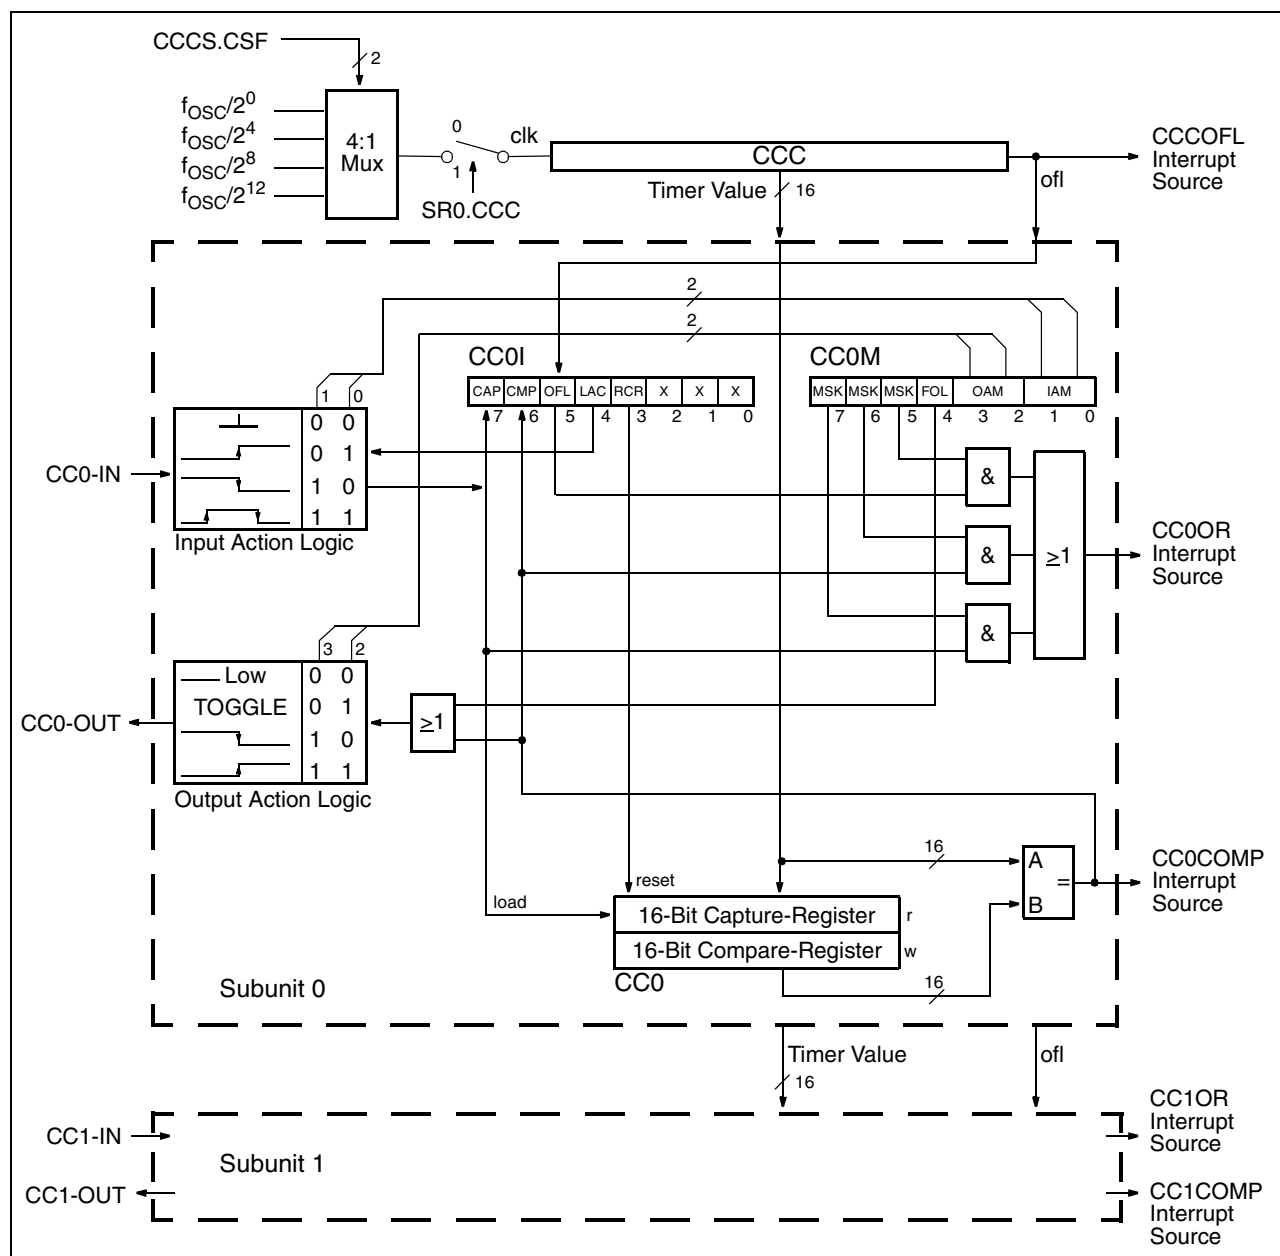 CCCS.CSF
2
fOSC/2^0
fOSC/2^4
fOSC/2^8
fOSC/2^12
4:1
Mux
0
1
SR0.CCC
clk
CCC
Timer Value
16
ofl
CCCOFL
Interrupt
Source
2
2
CC0I
CAP CMP OFL LAC RCR X X X
7 6 5 4 3 2 1 0
CC0M
MSK MSK MSK FOL OAM IAM
7 6 5 4 3 2 1 0
CC0-IN
1 0
0 0
0 1
1 0
1 1
Input Action Logic
&
&
&
≥1
CC0OR
Interrupt
Source
CC0-OUT
3 2
Low 0 0
TOGGLE 0 1
1 0
1 1
Output Action Logic
≥1
load
reset
16-Bit Capture-Register
r
16-Bit Compare-Register
w
CC0
16
16
A
B
=
CC0COMP
Interrupt
Source
Subunit 0
Timer Value
16
ofl
CC1-IN
CC1-OUT
Subunit 1
CC1OR
Interrupt
Source
CC1COMP
Interrupt
Source